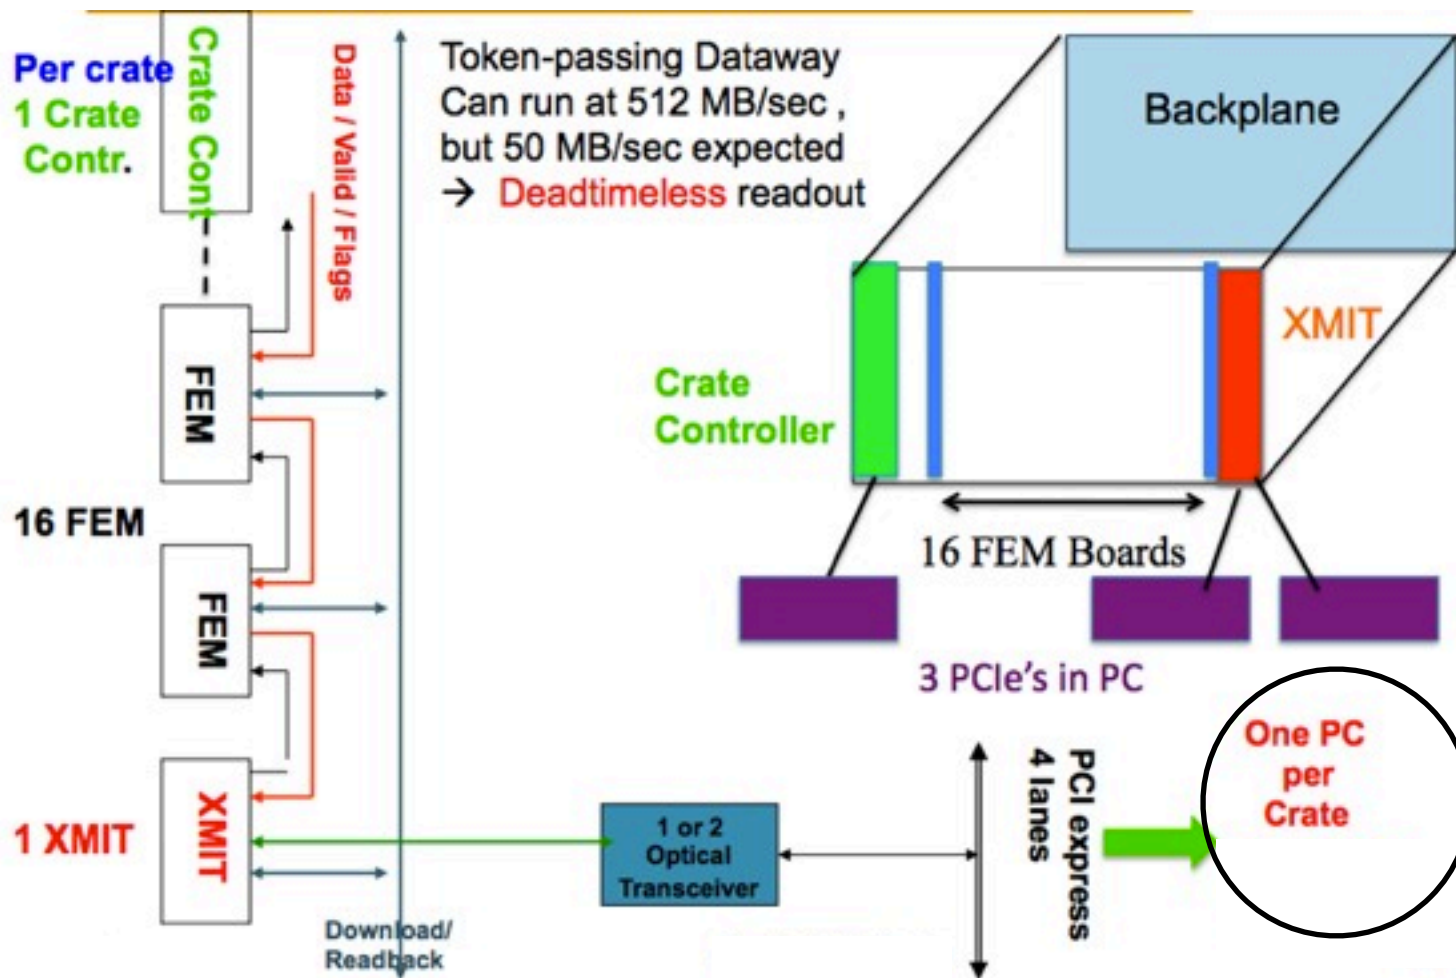 Per crate
1 Crate
Contr.
Crate Cont
Data / Valid / Flags
Token-passing Dataway
Can run at 512 MB/sec ,
but 50 MB/sec expected
→ Deadtimeless readout
Backplane
XMIT
Crate
Controller
FEM
16 FEM
FEM
16 FEM Boards
3 PCIe's in PC
1 XMIT
XMIT
1 or 2
Optical
Transceiver
PCI express
4 lanes
One PC
per
Crate
Download/
Readback